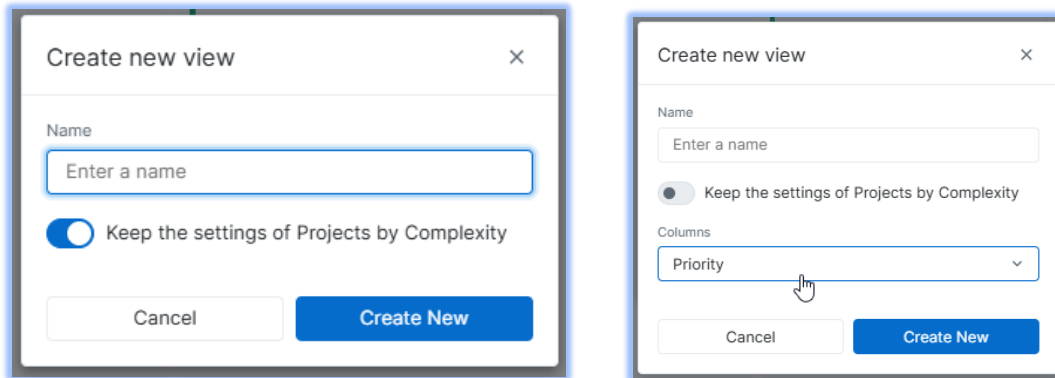 Create new view
Name
Enter a name
Keep the settings of Projects by Complexity
Cancel
Create New
Create new view
Name
Enter a name
Keep the settings of Projects by Complexity
Columns
Priority
Cancel
Create New